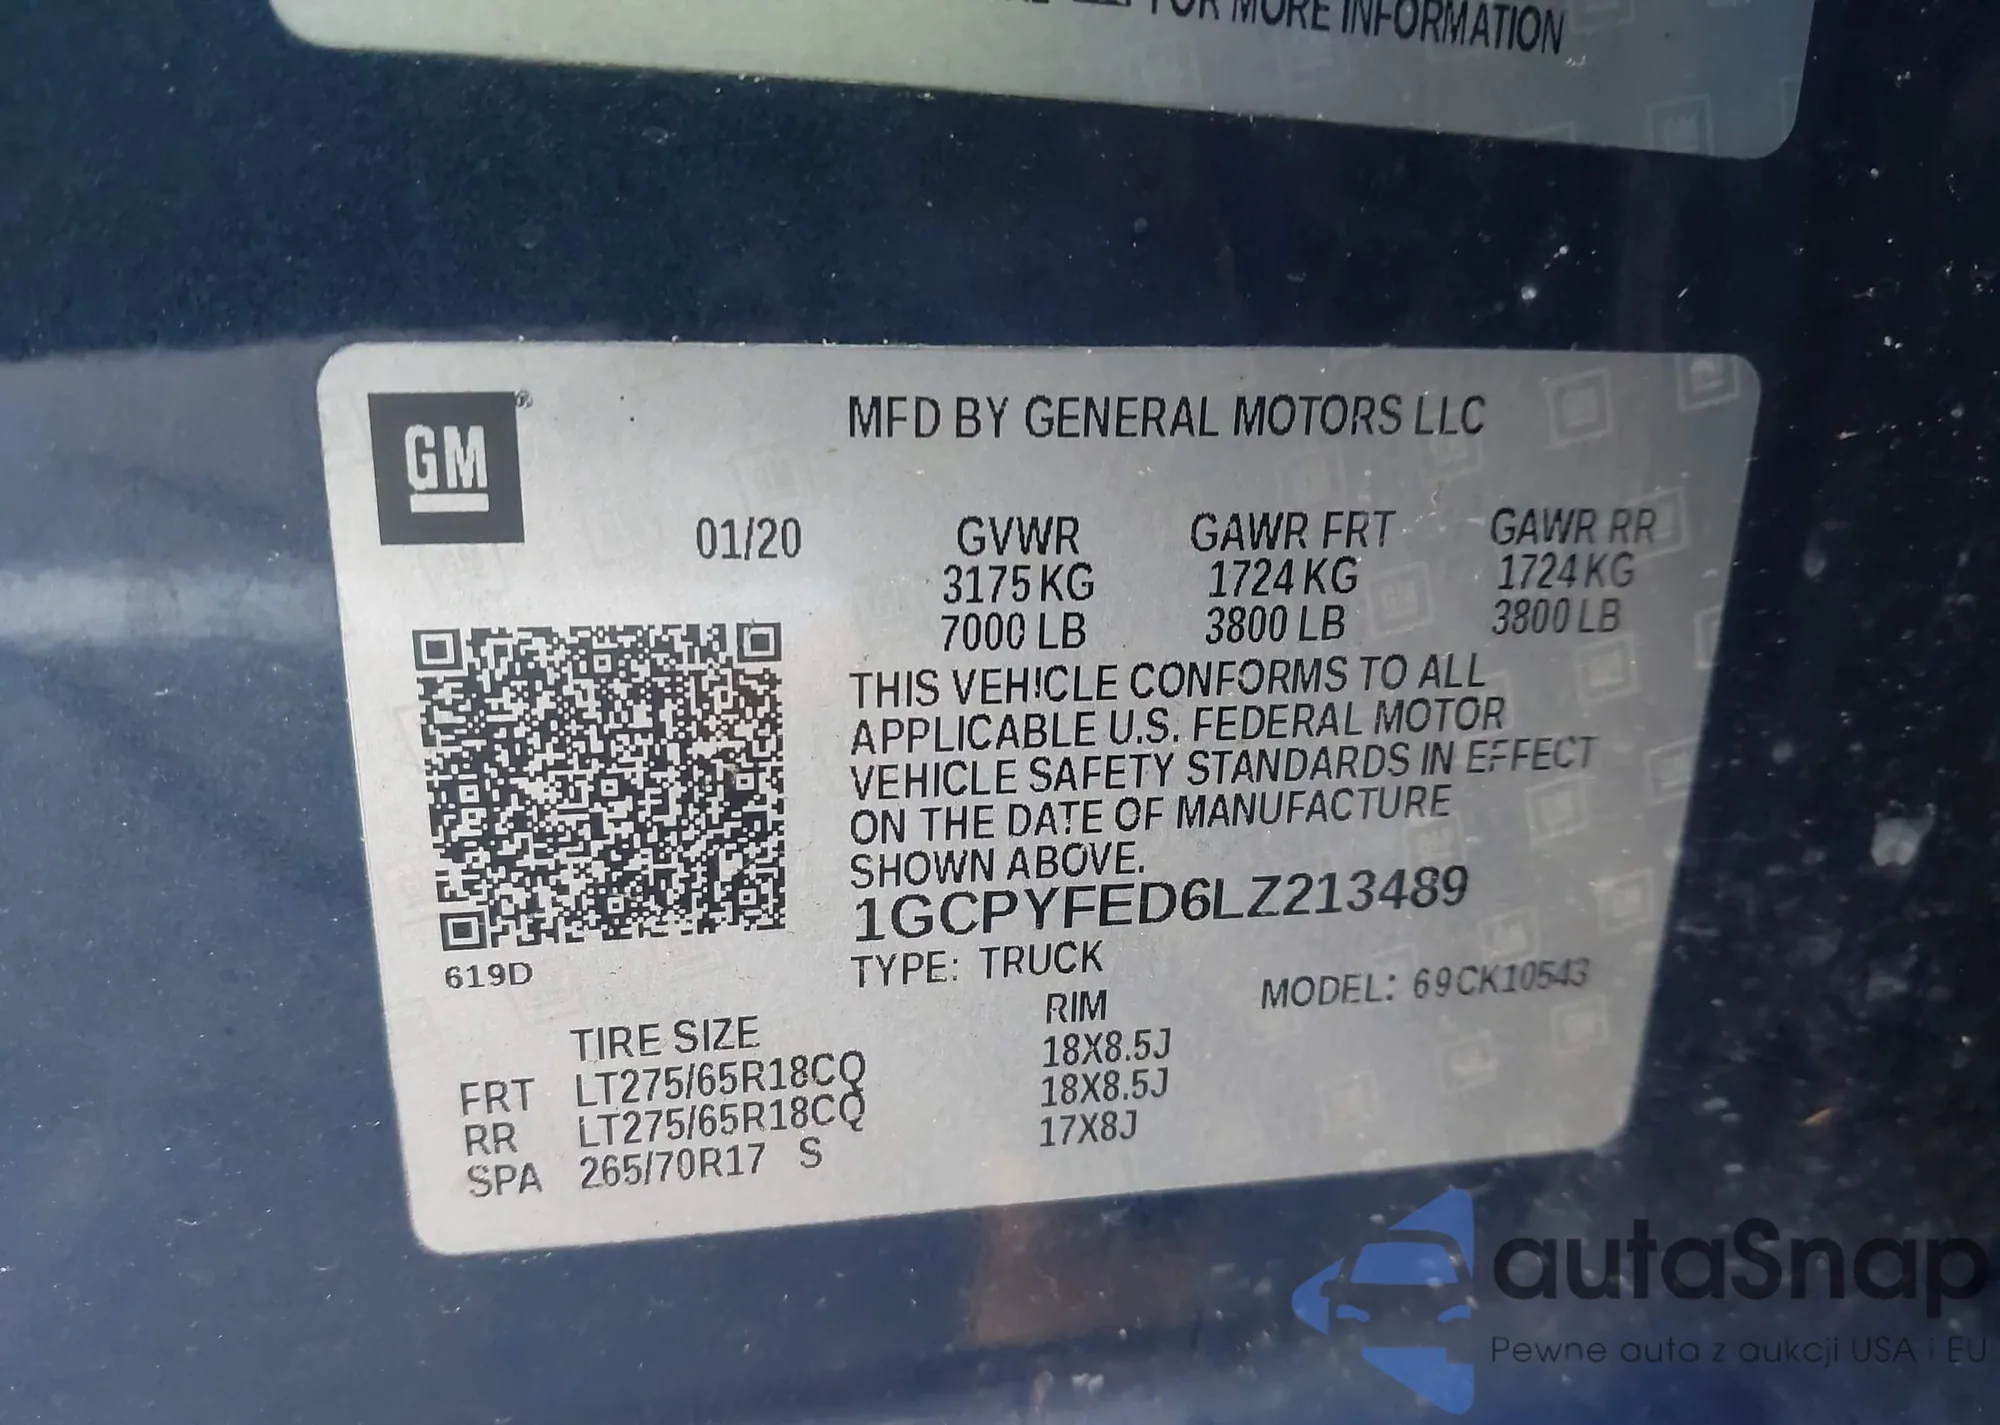 FOR MORE INFORMATION
GM®
MFD BY GENERAL MOTORS LLC
01/20 GVWR GAWR FRT GAWR RR
3175 KG 1724 KG 1724 KG
7000 LB 3800 LB 3800 LB
THIS VEHICLE CONFORMS TO ALL
APPLICABLE U.S. FEDERAL MOTOR
VEHICLE SAFETY STANDARDS IN EFFECT
ON THE DATE OF MANUFACTURE
SHOWN ABOVE.
1GCPYFED6LZ213489
619D
TYPE: TRUCK MODEL: 69CK10543
TIRE SIZE RIM
FRT LT275/65R18CQ 18X8.5J
RR LT275/65R18CQ 18X8.5J
SPA 265/70R17 S 17X8J
autaSnap
Pewne auta z aukcji USA i EU